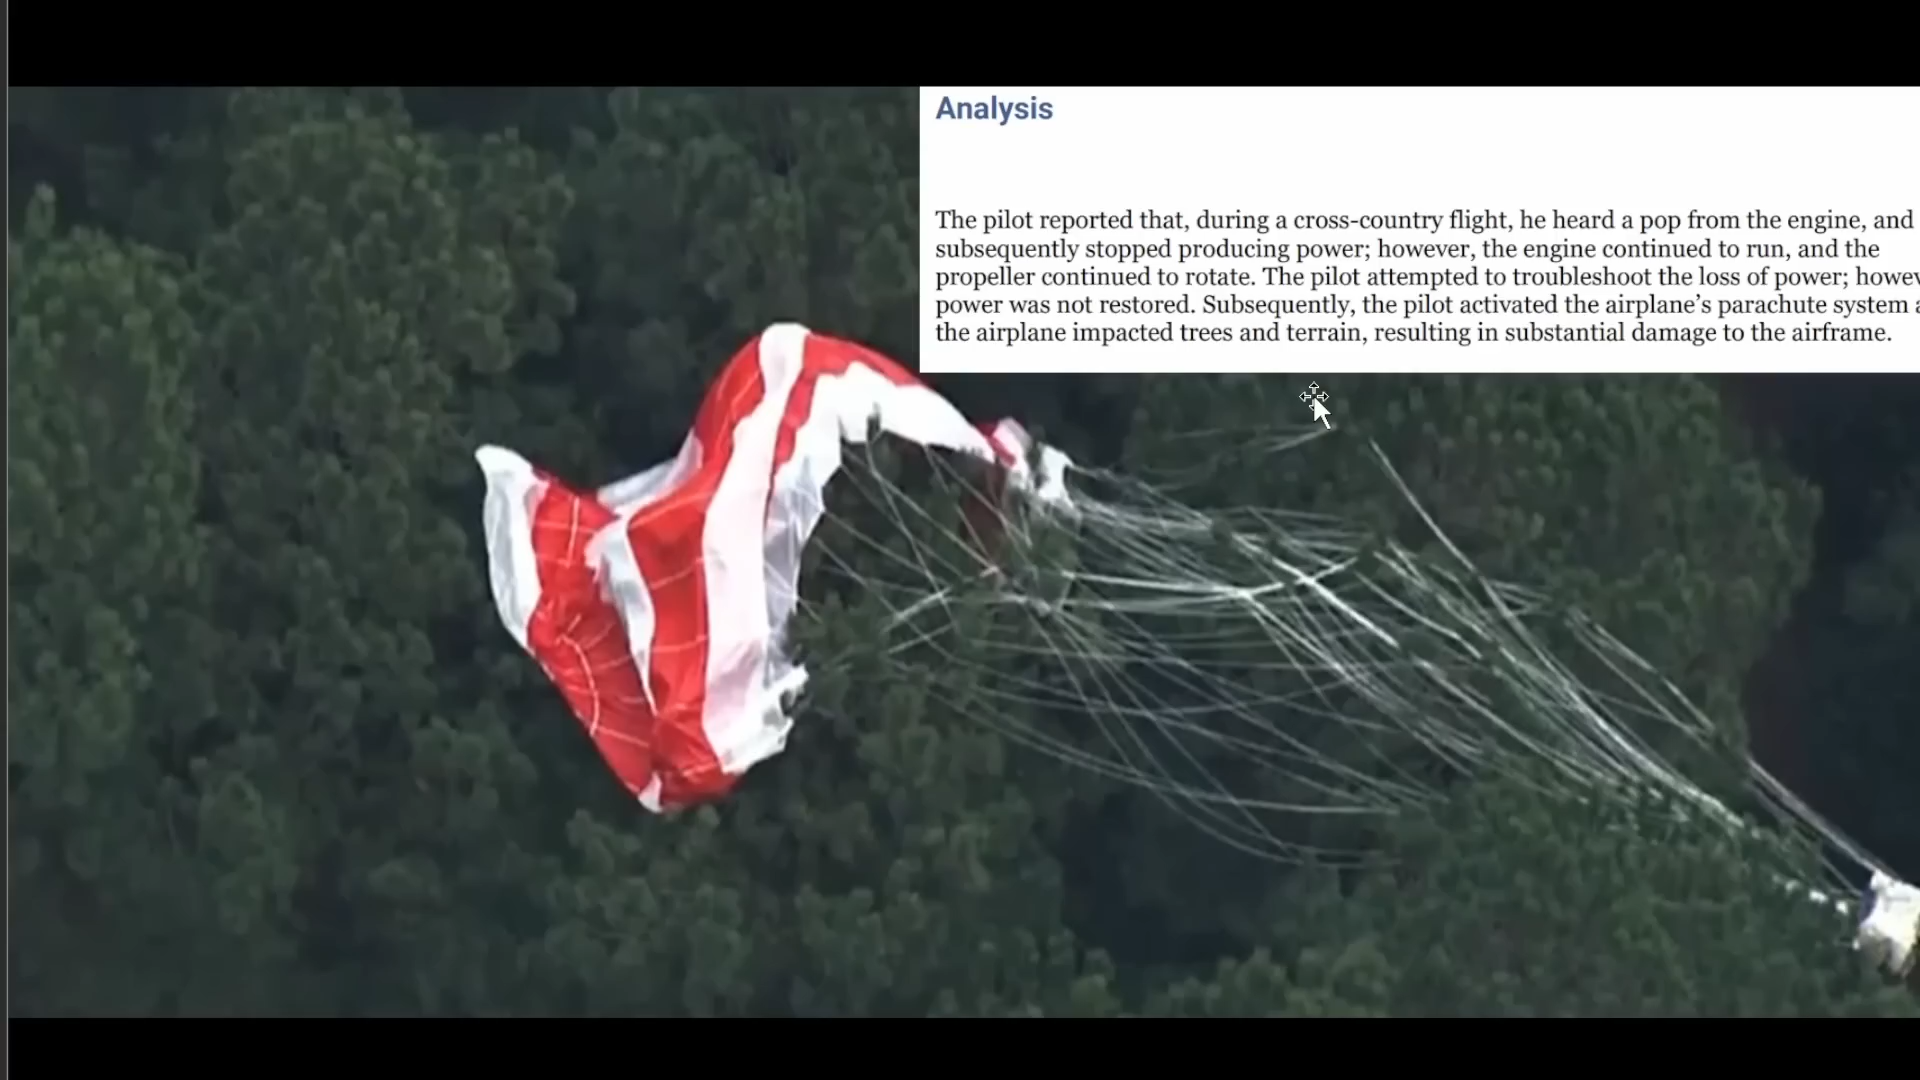 Analysis
The pilot reported that, during a cross-country flight, he heard a pop from the engine, and
subsequently stopped producing power; however, the engine continued to run, and the
propeller continued to rotate. The pilot attempted to troubleshoot the loss of power; howev
power was not restored. Subsequently, the pilot activated the airplane’s parachute system a
the airplane impacted trees and terrain, resulting in substantial damage to the airframe.